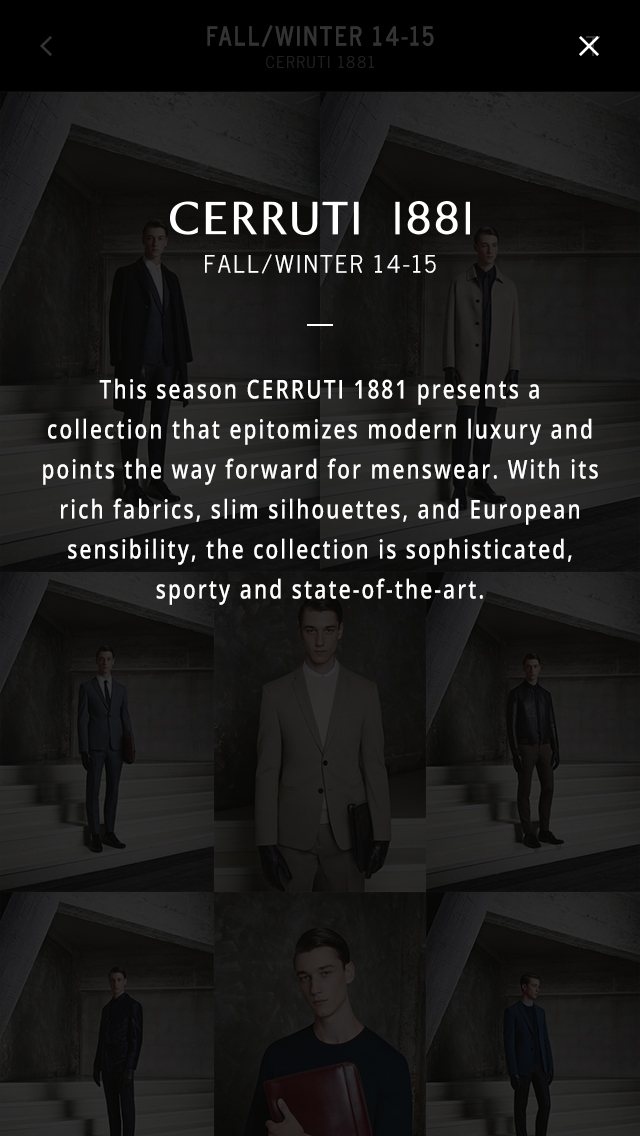 FALL/WINTER 14-15
CERRUTI 1881
CERRUTI 1881
FALL/WINTER 14-15
This season CERRUTI 1881 presents a
collection that epitomizes modern luxury and
points the way forward for menswear. With its
rich fabrics, slim silhouettes, and European
sensibility, the collection is sophisticated,
sporty and state-of-the-art.